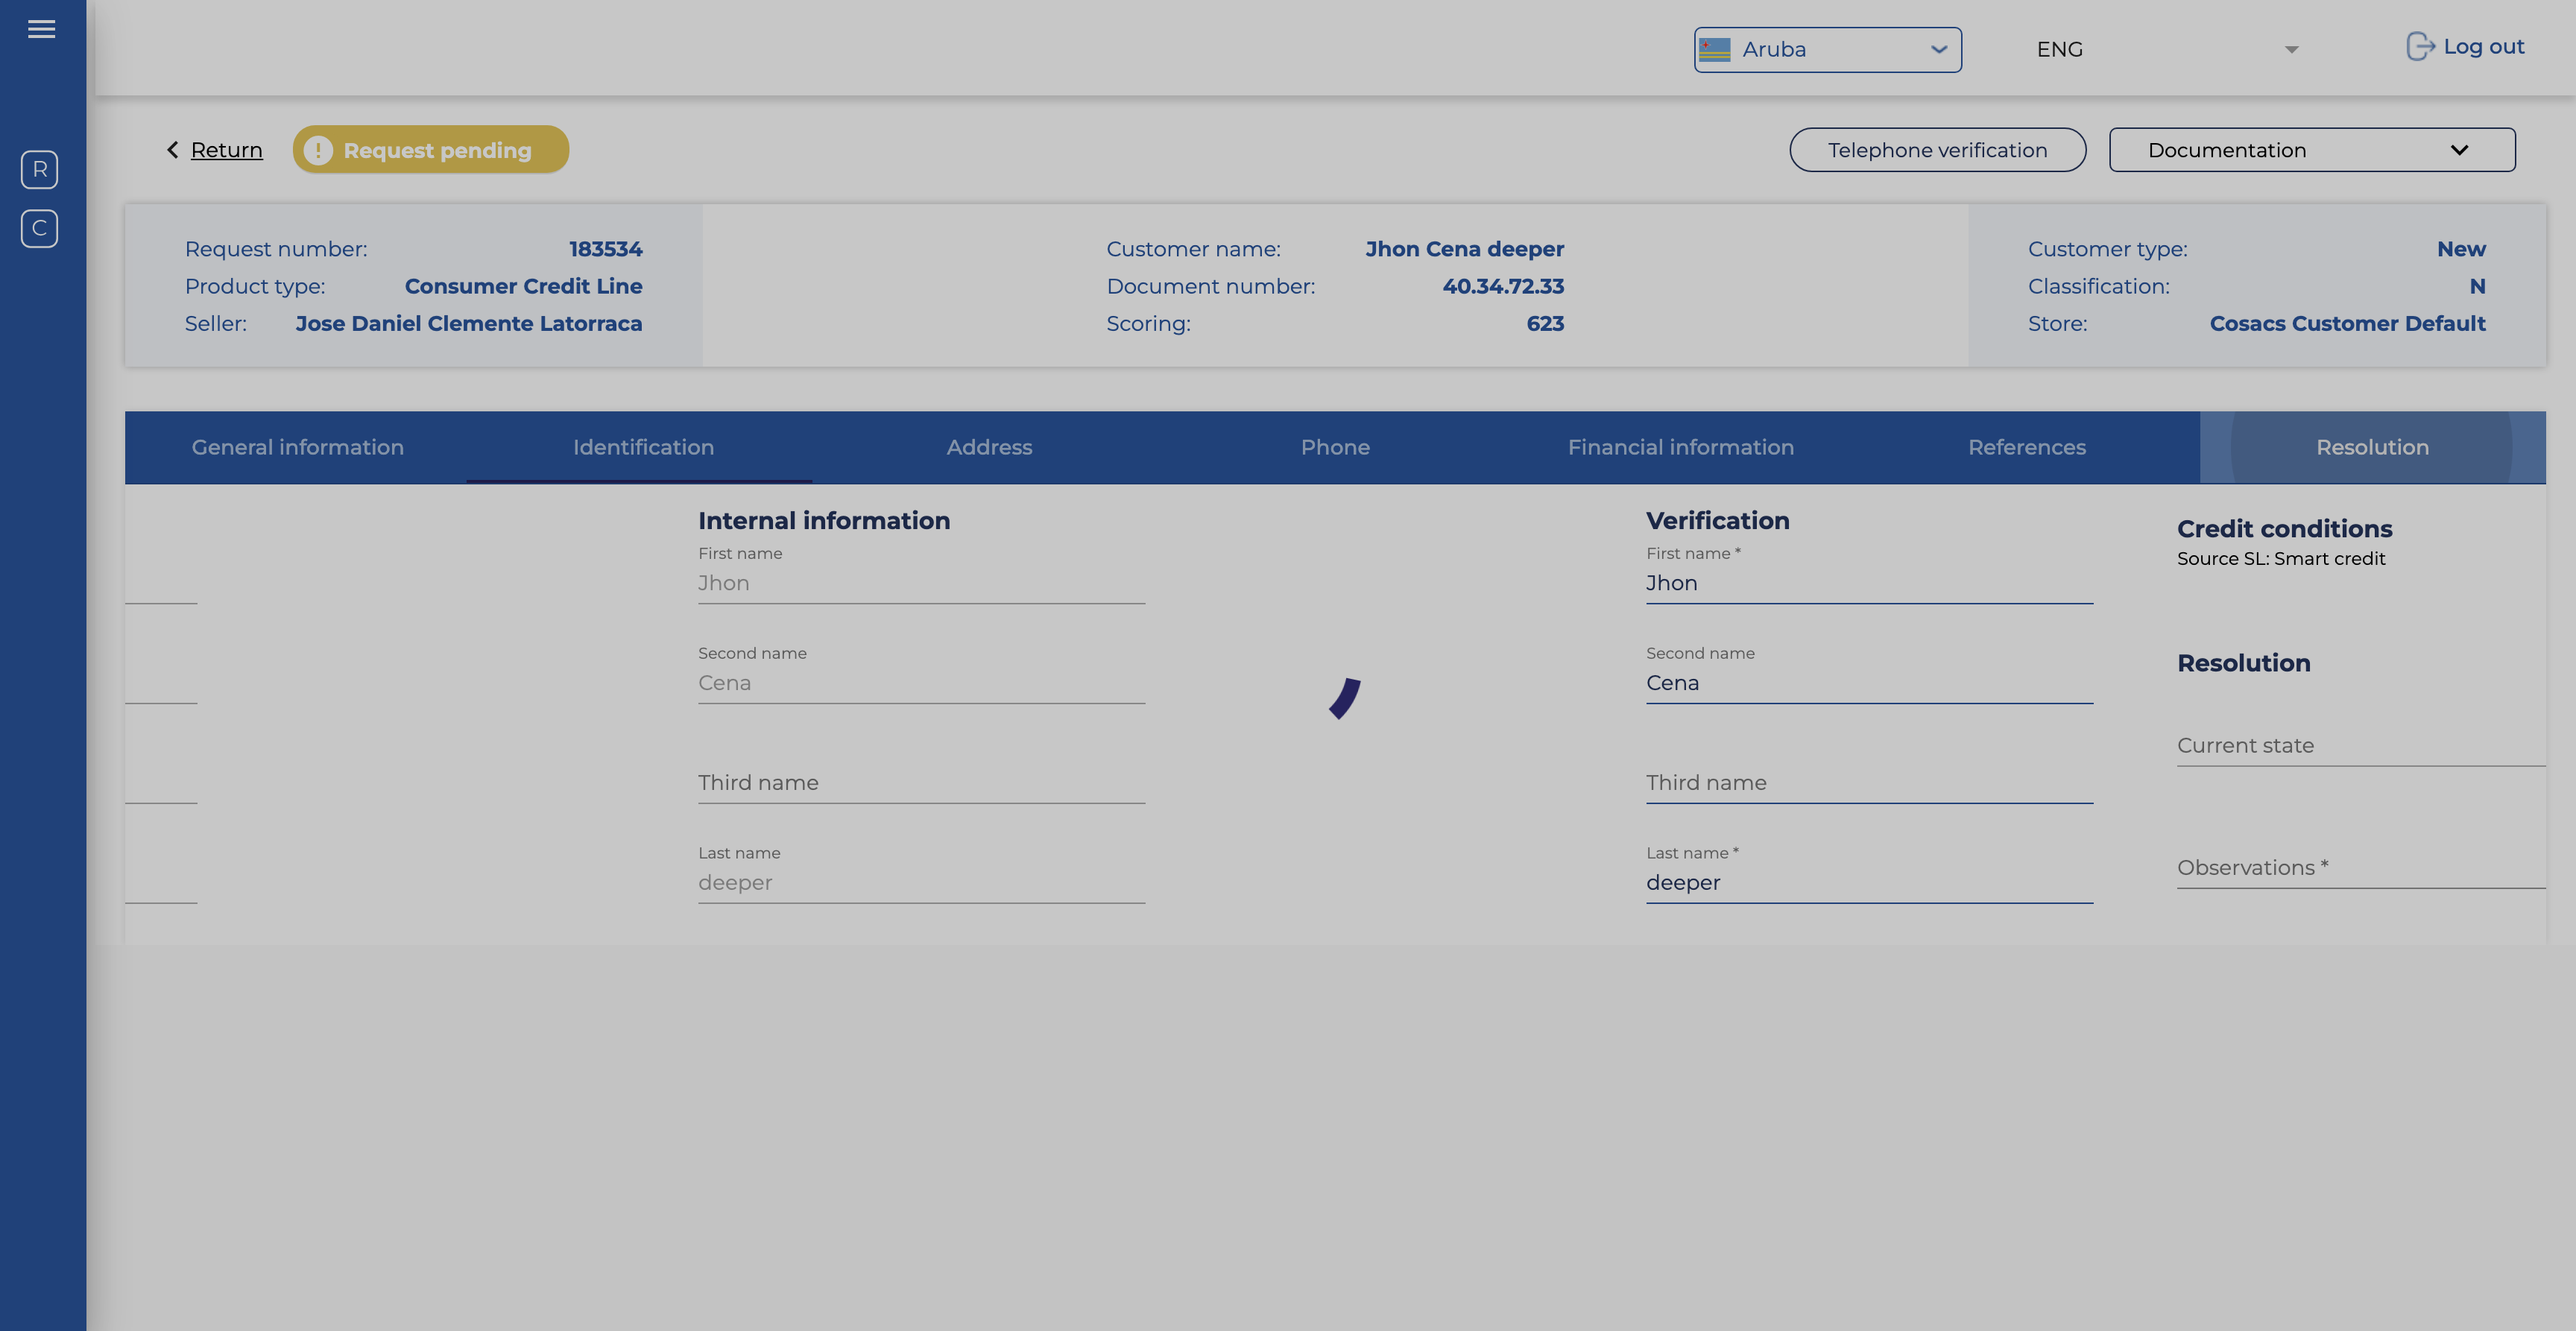 Aruba
ENG
Log out
R
C
Return
Request pending
Telephone verification
Documentation
Request number: 183534
Product type: Consumer Credit Line
Seller: Jose Daniel Clemente Latorraca
Customer name: Jhon Cena deeper
Document number: 40.34.72.33
Scoring: 623
Customer type: New
Classification: N
Store: Cosacs Customer Default
General information
Identification
Address
Phone
Financial information
References
Resolution
Internal information
First name
Jhon
Second name
Cena
Third name
Last name
deeper
Verification
First name *
Jhon
Second name
Cena
Third name
Last name *
deeper
Credit conditions
Source SL: Smart credit
Resolution
Current state
Observations *